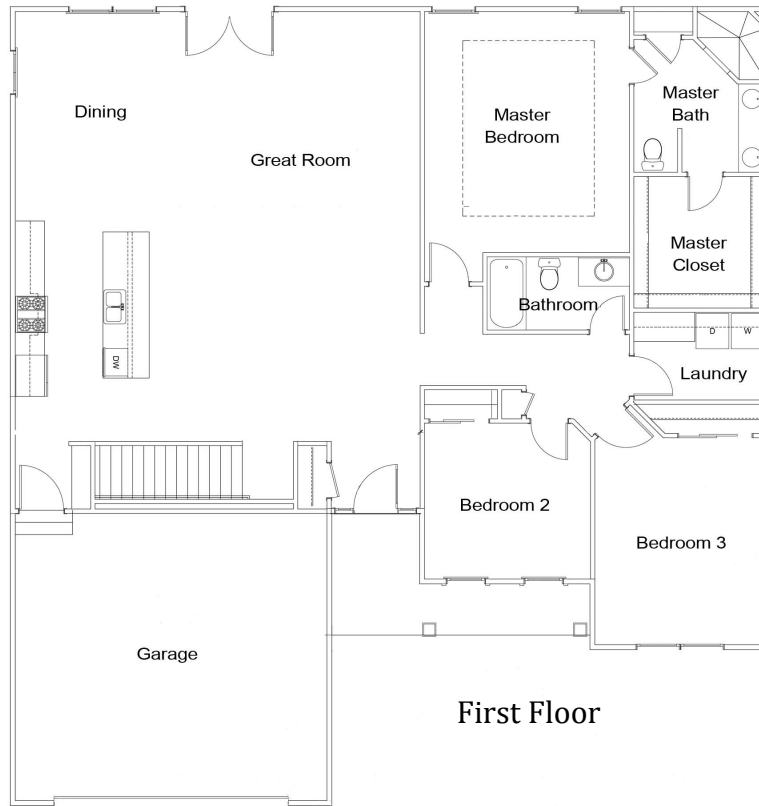 Dining
Great Room
Master
Bedroom
Master
Bath
Master
Closet
Bathroom
D
W
Laundry
DW
Bedroom 2
Bedroom 3
Garage
First Floor